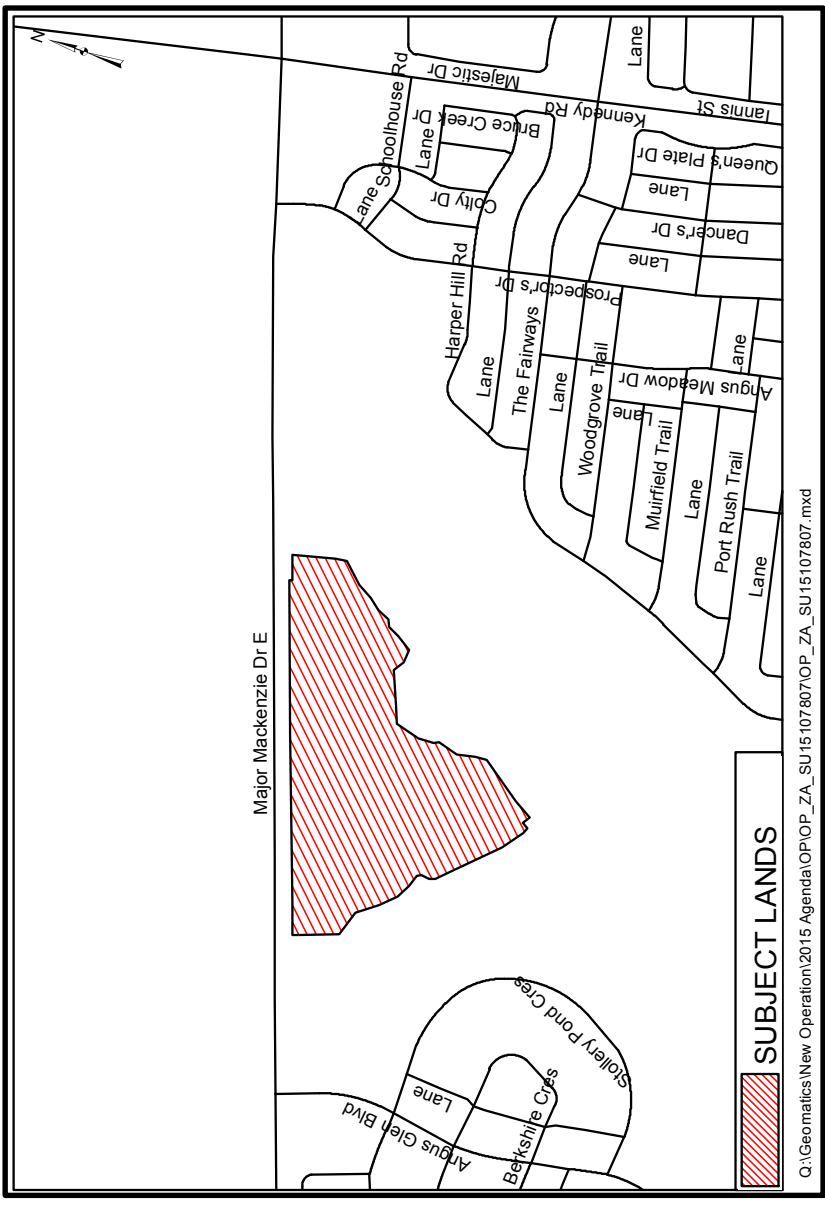 N
Major Mackenzie Dr E
Schoolhouse Rd
Lane
Lane
Majestic Dr
Bruce Creek Dr
Colty Dr
Kennedy Rd
Lane
Iannis St
Queen's Plate Dr
Lane
Dancer's Dr
Lane
Harper Hill Rd
Prospector's Dr
Lane
The Fairways
Lane
Woodgrove Trail
Lane
Angus Meadow Dr
Lane
Muirfield Trail
Lane
Port Rush Trail
Lane
Angus Glen Blvd
Lane
Berkshire Cres
Stollery Pond Cres
SUBJECT LANDS
Q:\Geomatics\New Operation\2015 Agenda\OP\OP_ZA_SU15107807\OP_ZA_SU15107807.mxd